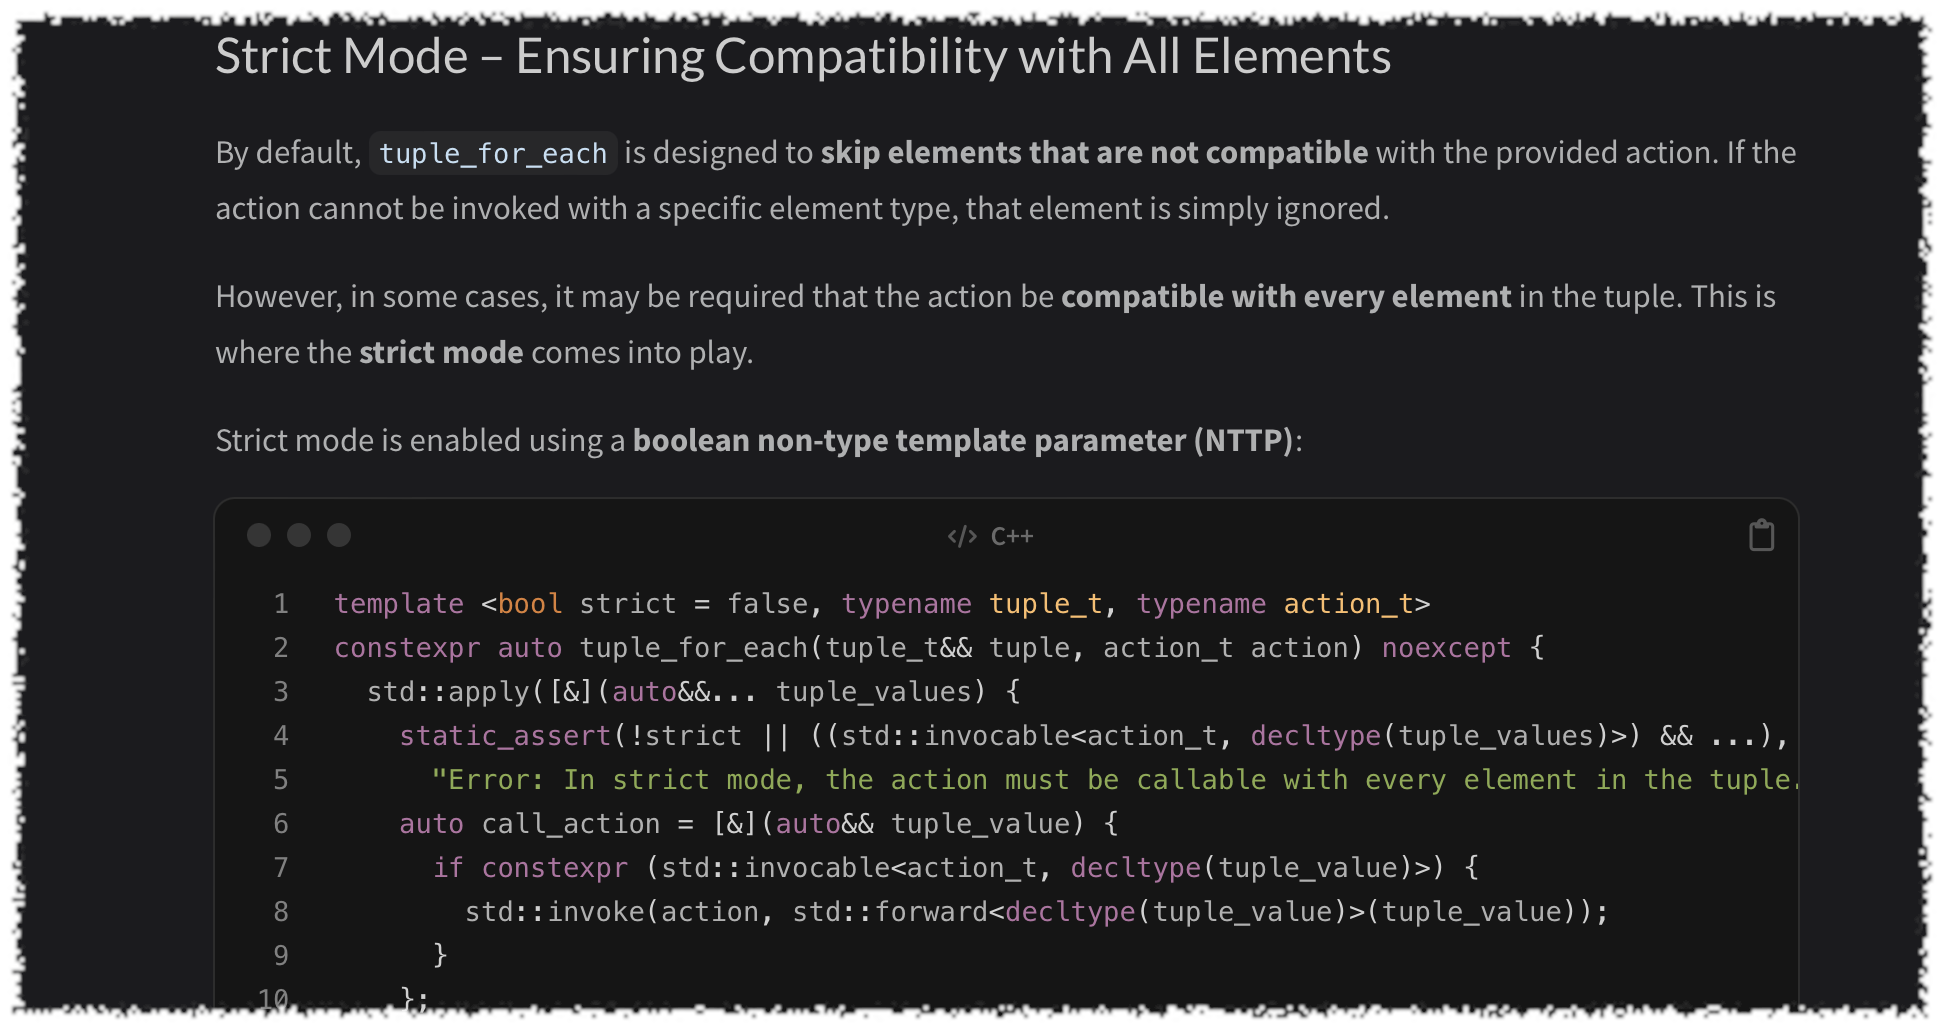 Strict Mode – Ensuring Compatibility with All Elements
By default, tuple_for_each is designed to skip elements that are not compatible with the provided action. If the
action cannot be invoked with a specific element type, that element is simply ignored.
However, in some cases, it may be required that the action be compatible with every element in the tuple. This is
where the strict mode comes into play.
Strict mode is enabled using a boolean non-type template parameter (NTTP):
</> C++
1 template <bool strict = false, typename tuple_t, typename action_t>
2 constexpr auto tuple_for_each(tuple_t&& tuple, action_t action) noexcept {
3   std::apply([&](auto&&... tuple_values) {
4     static_assert(!strict || ((std::invocable<action_t, decltype(tuple_values)>) && ...),
5       "Error: In strict mode, the action must be callable with every element in the tuple.
6     auto call_action = [&](auto&& tuple_value) {
7       if constexpr (std::invocable<action_t, decltype(tuple_value)>) {
8         std::invoke(action, std::forward<decltype(tuple_value)>(tuple_value));
9       }
10     };